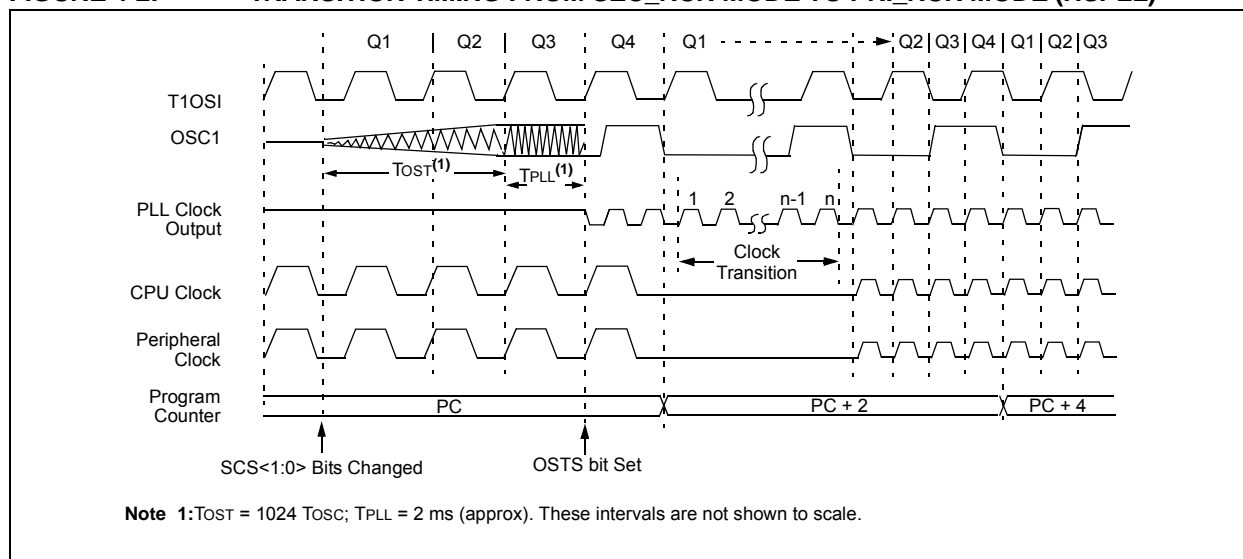 Q1 Q2 Q3 Q4 Q1 Q2 Q3 Q4 Q1 Q2 Q3
T1OSI
OSC1
TOST(1)
TPLL(1)
1 2 n-1 n
PLL Clock
Output
Clock
Transition
CPU Clock
Peripheral
Clock
Program
Counter
PC PC + 2 PC + 4
SCS<1:0> Bits Changed
OSTS bit Set
Note 1:TOST = 1024 TOSC; TPLL = 2 ms (approx). These intervals are not shown to scale.